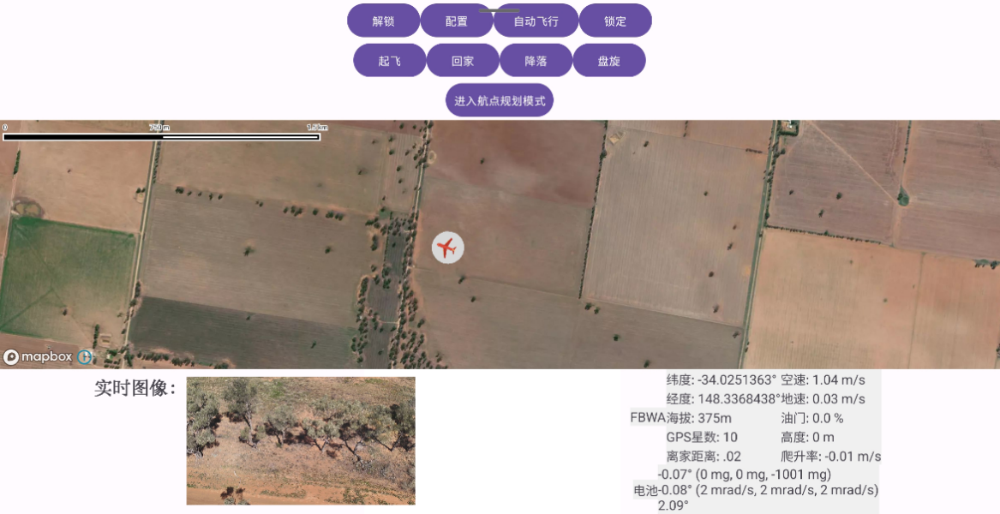 解锁 配置 自动飞行 锁定
起飞 回家 降落 盘旋
进入航点规划模式
0 750 m 1.5 km
mapbox
实时图像：
纬度: -34.0251363° 空速: 1.04 m/s
经度: 148.3368438° 地速: 0.03 m/s
FBWA 海拔: 375m 油门: 0.0 %
GPS星数: 10 高度: 0 m
离家距离: .02 爬升率: -0.01 m/s
-0.07° (0 mg, 0 mg, -1001 mg)
电池 -0.08° (2 mrad/s, 2 mrad/s, 2 mrad/s)
2.09°